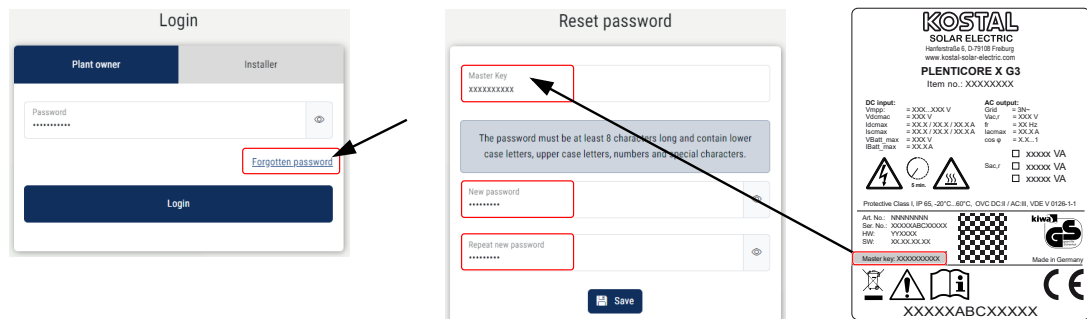 Login
Plant owner
Installer
Password
•••••••••••
Forgotten password
Login
Reset password
Master Key
xxxxxxxxxx
The password must be at least 8 characters long and contain lower
case letters, upper case letters, numbers and special characters.
New password
•••••••••
Repeat new password
•••••••••
Save
KOSTAL
SOLAR ELECTRIC
Hanferstraße 6, D-79108 Freiburg
www.kostal-solar-electric.com
PLENTICORE X G3
Item no.: XXXXXXXX
DC input:
Vmpp: = XXX...XXX V
Vdcmac = XXX V
Idcmax = XX.X / XX.X / XX.X A
Iscmax = XX.X / XX.X / XX.X A
VBatt_max = XXX V
IBatt_max = XX.X A
AC output:
Grid = 3N~
Vac,r = XXX V
fr = XX Hz
Iacmax = XX.X A
cos φ = X.X...1
Sac,r
xxxxx VA
xxxxx VA
xxxxx VA
5 min.
Protective Class I, IP 65, -20°C...60°C, OVC DC:II / AC:III, VDE V 0126-1-1
Art. No.: NNNNNNNN
Ser. No.: XXXXXABCXXXXX
HW: YYXXXX
SW: XX.XX.XX.XX
Master key: XXXXXXXXXX
kiwa
GS
Made in Germany
CE
XXXXXABCXXXXX